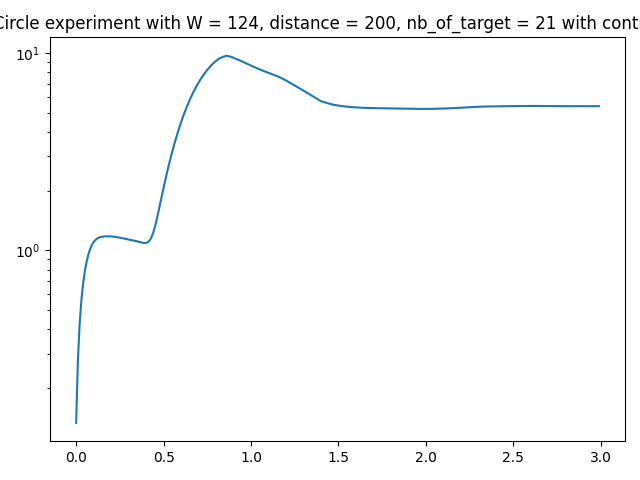 Circle experiment with W = 124, distance = 200, nb_of_target = 21 with contr
10¹
10⁰
0.0 0.5 1.0 1.5 2.0 2.5 3.0